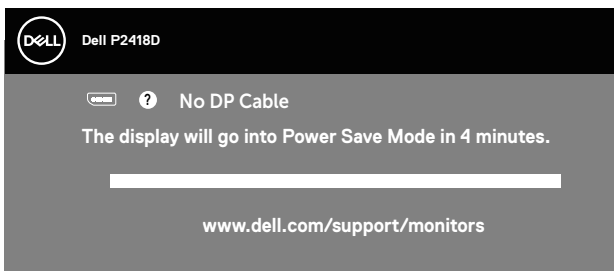 DELL
Dell P2418D
? No DP Cable
The display will go into Power Save Mode in 4 minutes.
www.dell.com/support/monitors